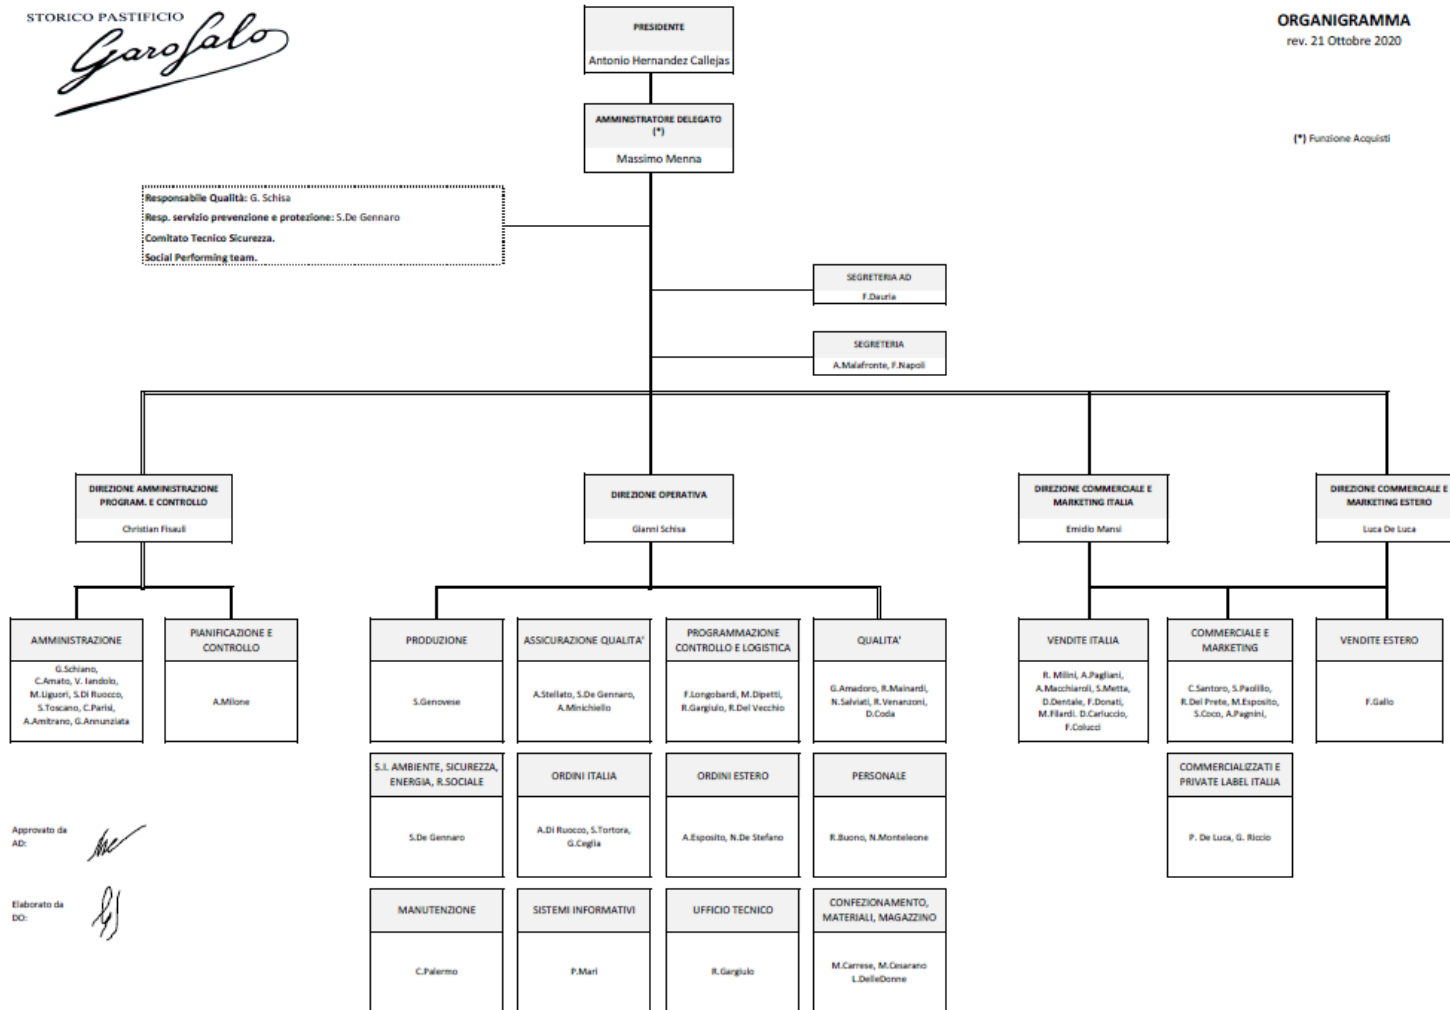 STORICO PASTIFICIO
Garofalo
ORGANIGRAMMA
rev. 21 Ottobre 2020
(*) Funzione Acquisti
PRESIDENTE
Antonio Hernandez Callejas
AMMINISTRATORE DELEGATO
(*)
Massimo Menna
Responsabile Qualità: G. Schisa
Resp. servizio prevenzione e protezione: S.De Gennaro
Comitato Tecnico Sicurezza.
Social Performing team.
SEGRETERIA AD
F.Dauria
SEGRETERIA
A.Malafronte, F.Napoli
DIREZIONE AMMINISTRAZIONE
PROGRAM. E CONTROLLO
Christian Fisauli
DIREZIONE OPERATIVA
Gianni Schisa
DIREZIONE COMMERCIALE E
MARKETING ITALIA
Emidio Mansi
DIREZIONE COMMERCIALE E
MARKETING ESTERO
Luca De Luca
AMMINISTRAZIONE
G.Schiano,
C.Amato, V. Iandolo,
M.Liguori, S.Di Ruocco,
S.Toscano, C.Parisi,
A.Amitrano, G.Annunziata
PIANIFICAZIONE E
CONTROLLO
A.Milone
PRODUZIONE
S.Genovese
ASSICURAZIONE QUALITA'
A.Stellato, S.De Gennaro,
A.Minichiello
PROGRAMMAZIONE
CONTROLLO E LOGISTICA
F.Longobardi, M.Dipetti,
R.Gargiulo, R.Del Vecchio
QUALITA'
G.Amadoro, R.Mainardi,
N.Salviati, R.Venanzoni,
D.Coda
VENDITE ITALIA
R. Milini, A.Pagliani,
A.Macchiaroli, S.Metta,
D.Dentale, F.Donati,
M.Filardi. D.Carluccio,
F.Colucci
COMMERCIALE E
MARKETING
C.Santoro, S.Paolillo,
R.Del Prete, M.Esposito,
S.Coco, A.Pagnini,
VENDITE ESTERO
F.Gallo
S.I. AMBIENTE, SICUREZZA,
ENERGIA, R.SOCIALE
S.De Gennaro
ORDINI ITALIA
A.Di Ruocco, S.Tortora,
G.Ceglia
ORDINI ESTERO
A.Esposito, N.De Stefano
PERSONALE
R.Buono, N.Monteleone
COMMERCIALIZZATI E
PRIVATE LABEL ITALIA
P. De Luca, G. Riccio
Approvato da
AD:
Elaborato da
DO:
MANUTENZIONE
C.Palermo
SISTEMI INFORMATIVI
P.Mari
UFFICIO TECNICO
R.Gargiulo
CONFEZIONAMENTO,
MATERIALI, MAGAZZINO
M.Carrese, M.Cesarano
L.DelleDonne